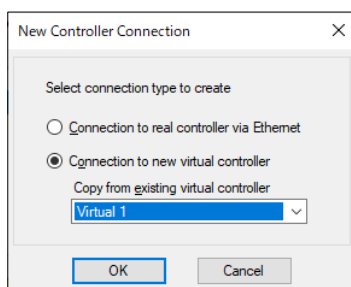 New Controller Connection
Select connection type to create
Connection to real controller via Ethernet
Connection to new virtual controller
Copy from existing virtual controller
Virtual 1
OK
Cancel